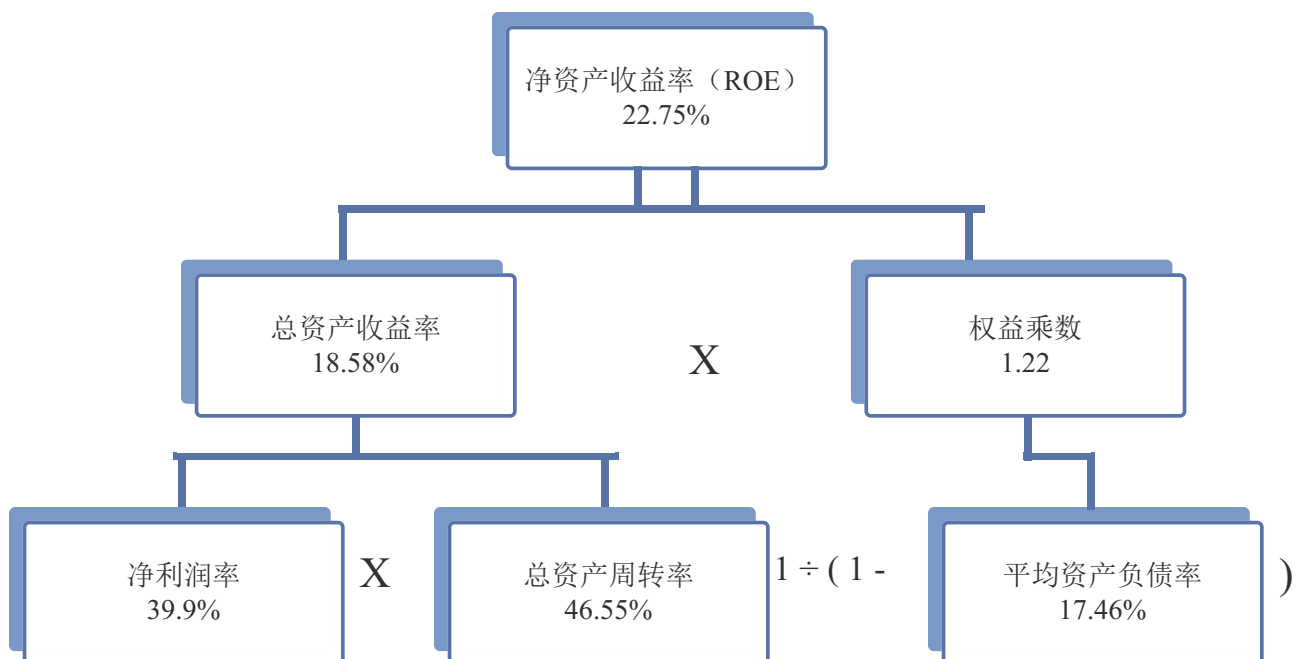 净资产收益率（ROE）
22.75%
总资产收益率
18.58%
X
权益乘数
1.22
净利润率
39.9%
X
总资产周转率
46.55%
1 ÷ ( 1 -
平均资产负债率
17.46%
)